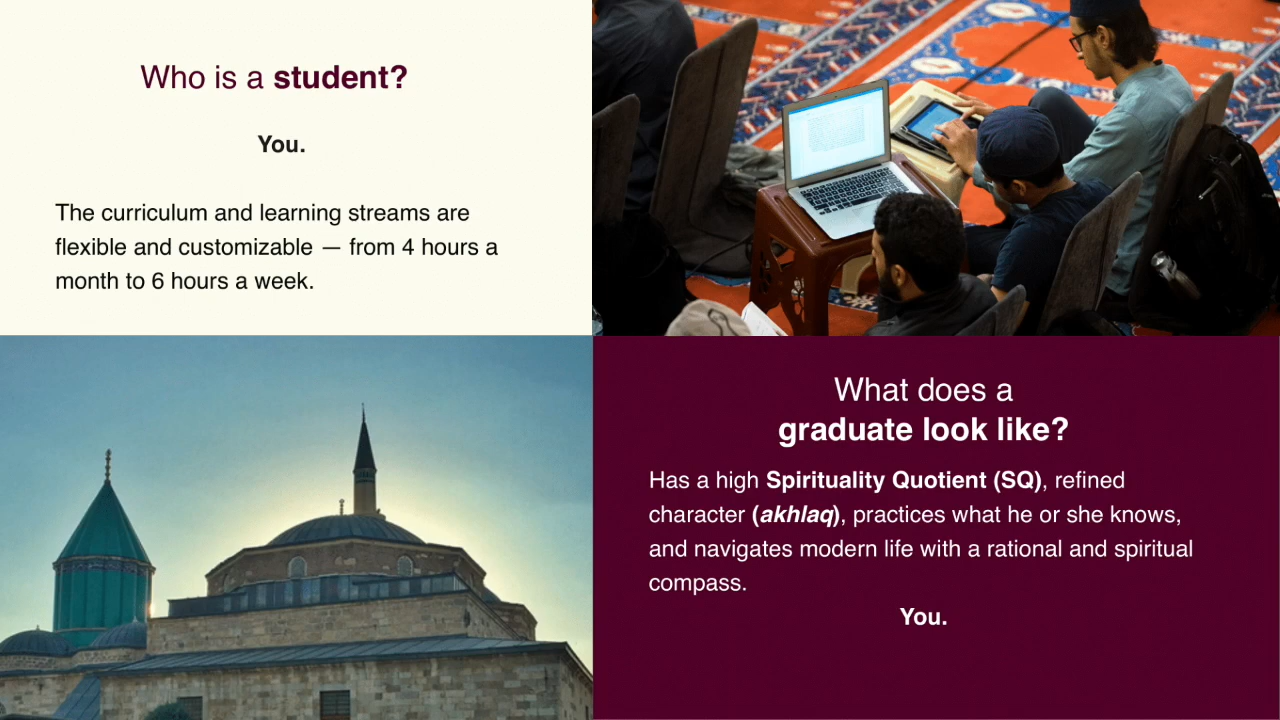 Who is a student?
You.
The curriculum and learning streams are
flexible and customizable — from 4 hours a
month to 6 hours a week.
What does a
graduate look like?
Has a high Spirituality Quotient (SQ), refined
character (akhlaq), practices what he or she knows,
and navigates modern life with a rational and spiritual
compass.
You.